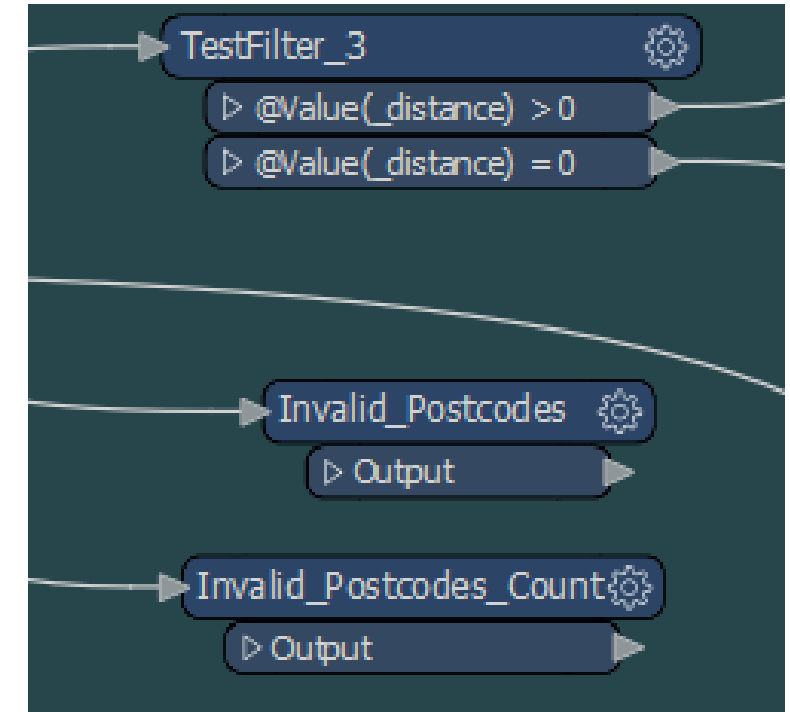 TestFilter_3
@Value(_distance) > 0
@Value(_distance) = 0
Invalid_Postcodes
Output
Invalid_Postcodes_Count
Output